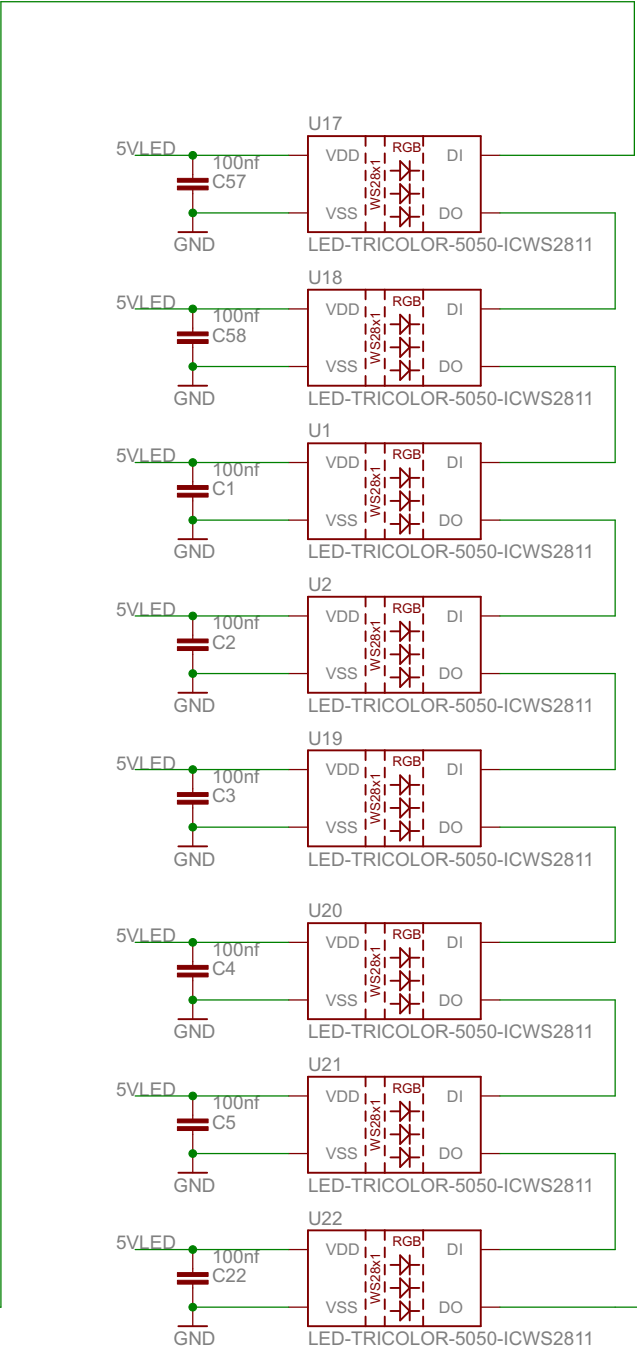 U17
5VLED
100nf
C57
GND
VDD
VSS
WS28x1
RGB
DI
DO
LED-TRICOLOR-5050-ICWS2811
U18
5VLED
100nf
C58
GND
VDD
VSS
WS28x1
RGB
DI
DO
LED-TRICOLOR-5050-ICWS2811
U1
5VLED
100nf
C1
GND
VDD
VSS
WS28x1
RGB
DI
DO
LED-TRICOLOR-5050-ICWS2811
U2
5VLED
100nf
C2
GND
VDD
VSS
WS28x1
RGB
DI
DO
LED-TRICOLOR-5050-ICWS2811
U19
5VLED
100nf
C3
GND
VDD
VSS
WS28x1
RGB
DI
DO
LED-TRICOLOR-5050-ICWS2811
U20
5VLED
100nf
C4
GND
VDD
VSS
WS28x1
RGB
DI
DO
LED-TRICOLOR-5050-ICWS2811
U21
5VLED
100nf
C5
GND
VDD
VSS
WS28x1
RGB
DI
DO
LED-TRICOLOR-5050-ICWS2811
U22
5VLED
100nf
C22
GND
VDD
VSS
WS28x1
RGB
DI
DO
LED-TRICOLOR-5050-ICWS2811